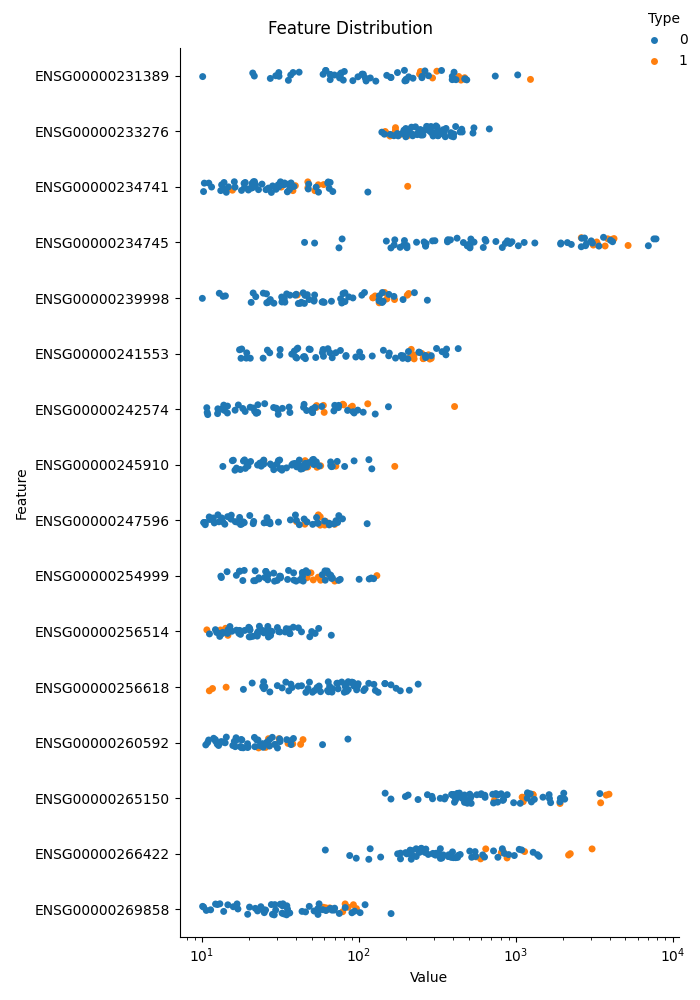 Feature Distribution
Type
0
1
ENSG00000231389
ENSG00000233276
ENSG00000234741
ENSG00000234745
ENSG00000239998
ENSG00000241553
ENSG00000242574
ENSG00000245910
ENSG00000247596
ENSG00000254999
ENSG00000256514
ENSG00000256618
ENSG00000260592
ENSG00000265150
ENSG00000266422
ENSG00000269858
Feature
10¹ 10² 10³ 10⁴
Value